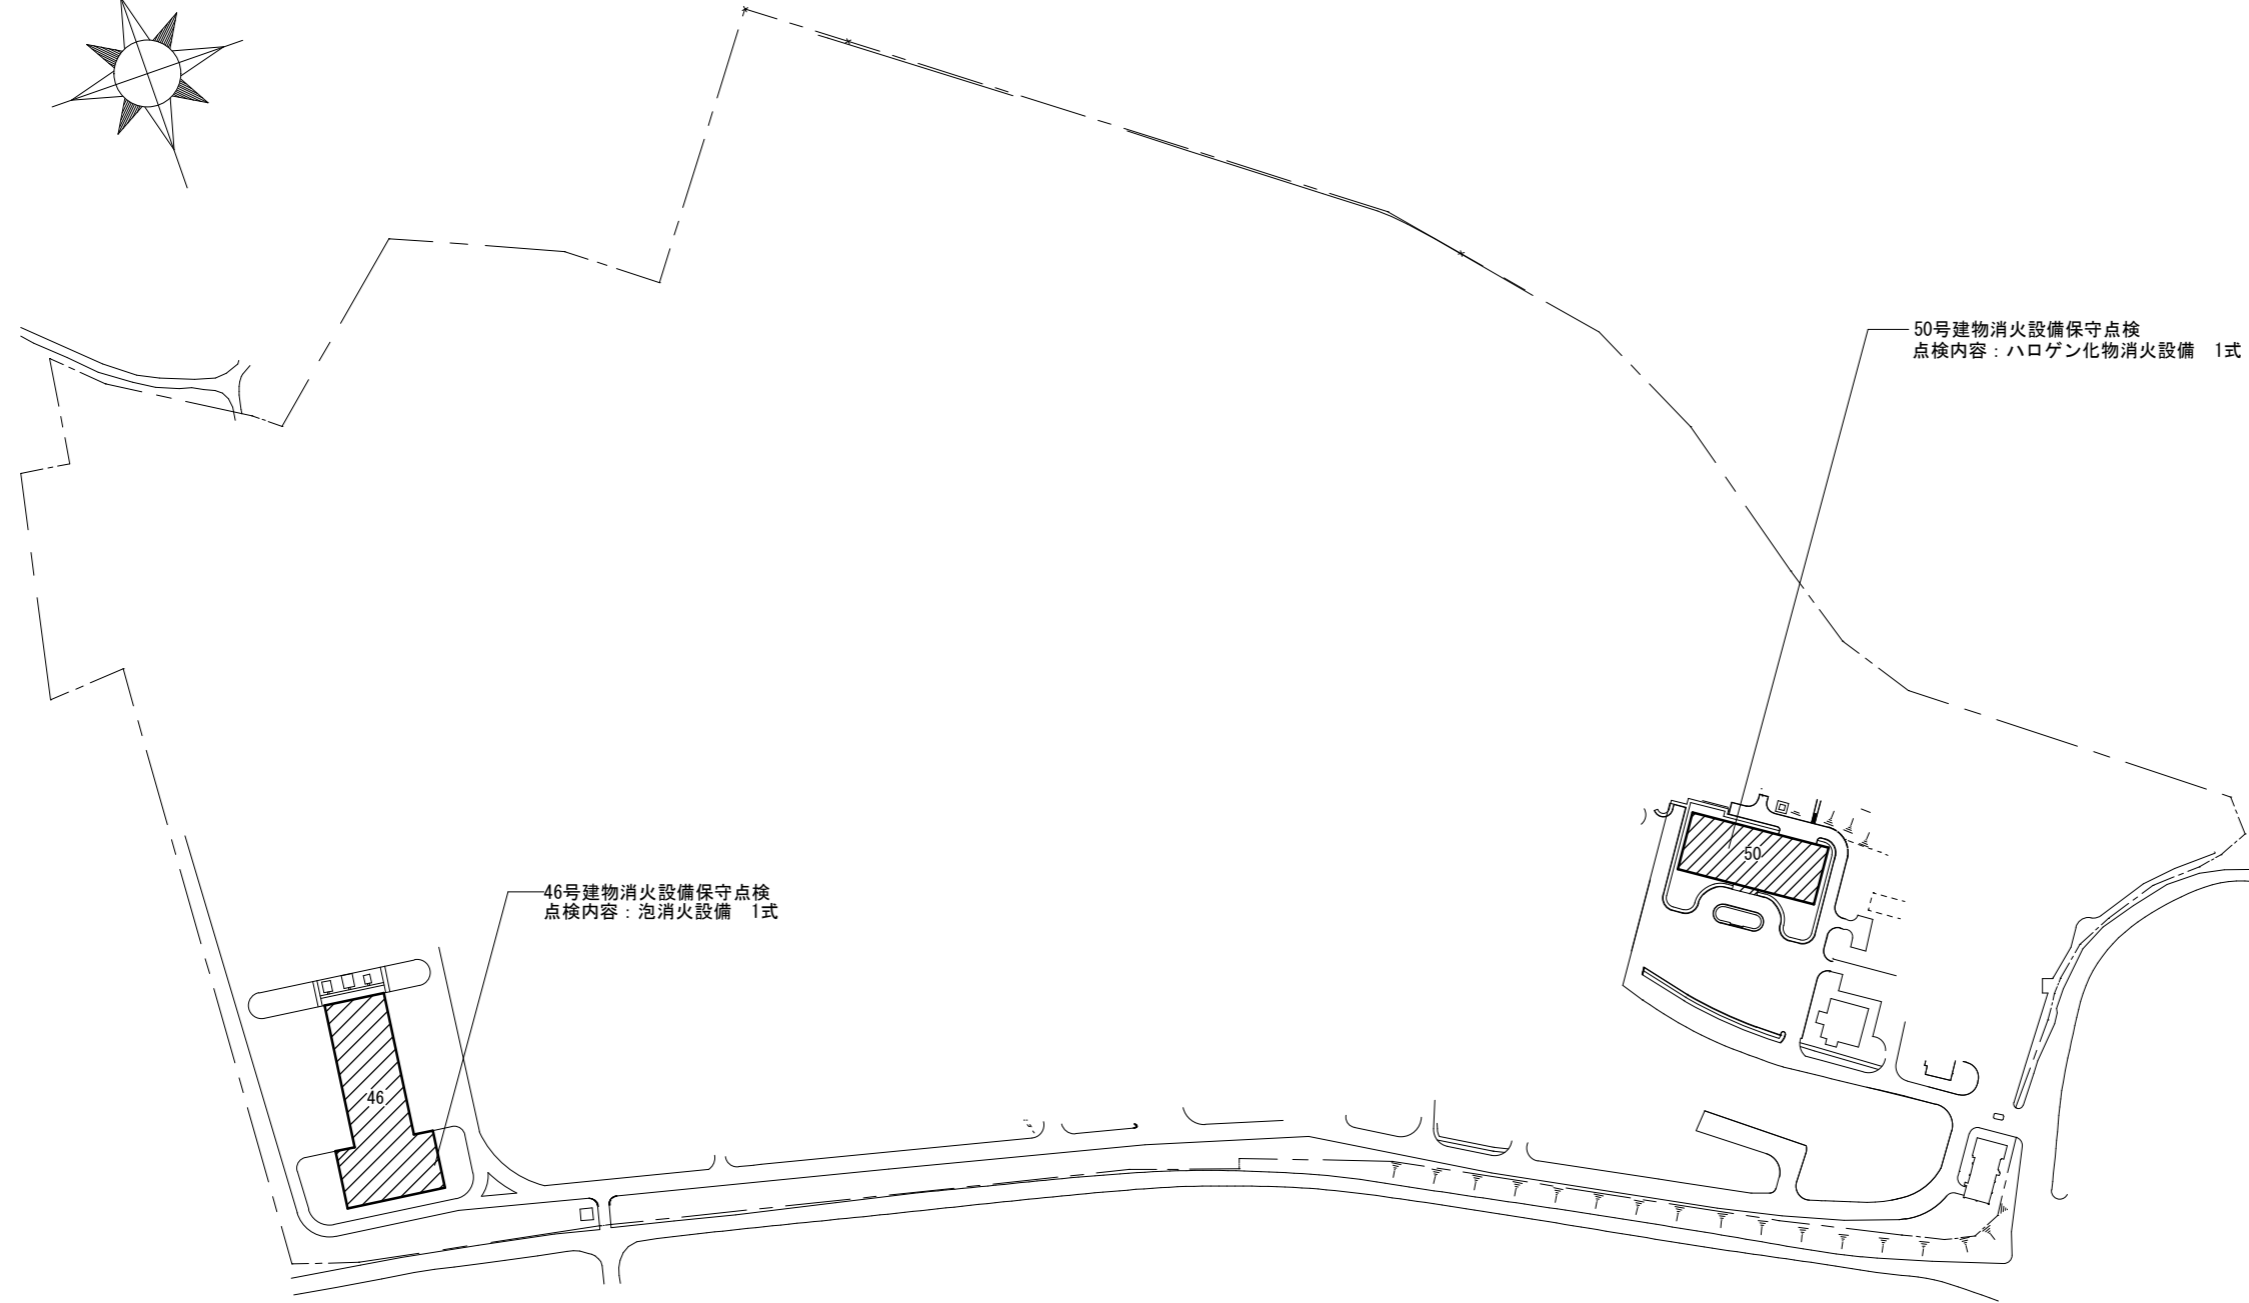 50号建物消火設備保守点検
点検内容：ハロゲン化物消火設備　1式
50
46号建物消火設備保守点検
点検内容：泡消火設備　1式
46